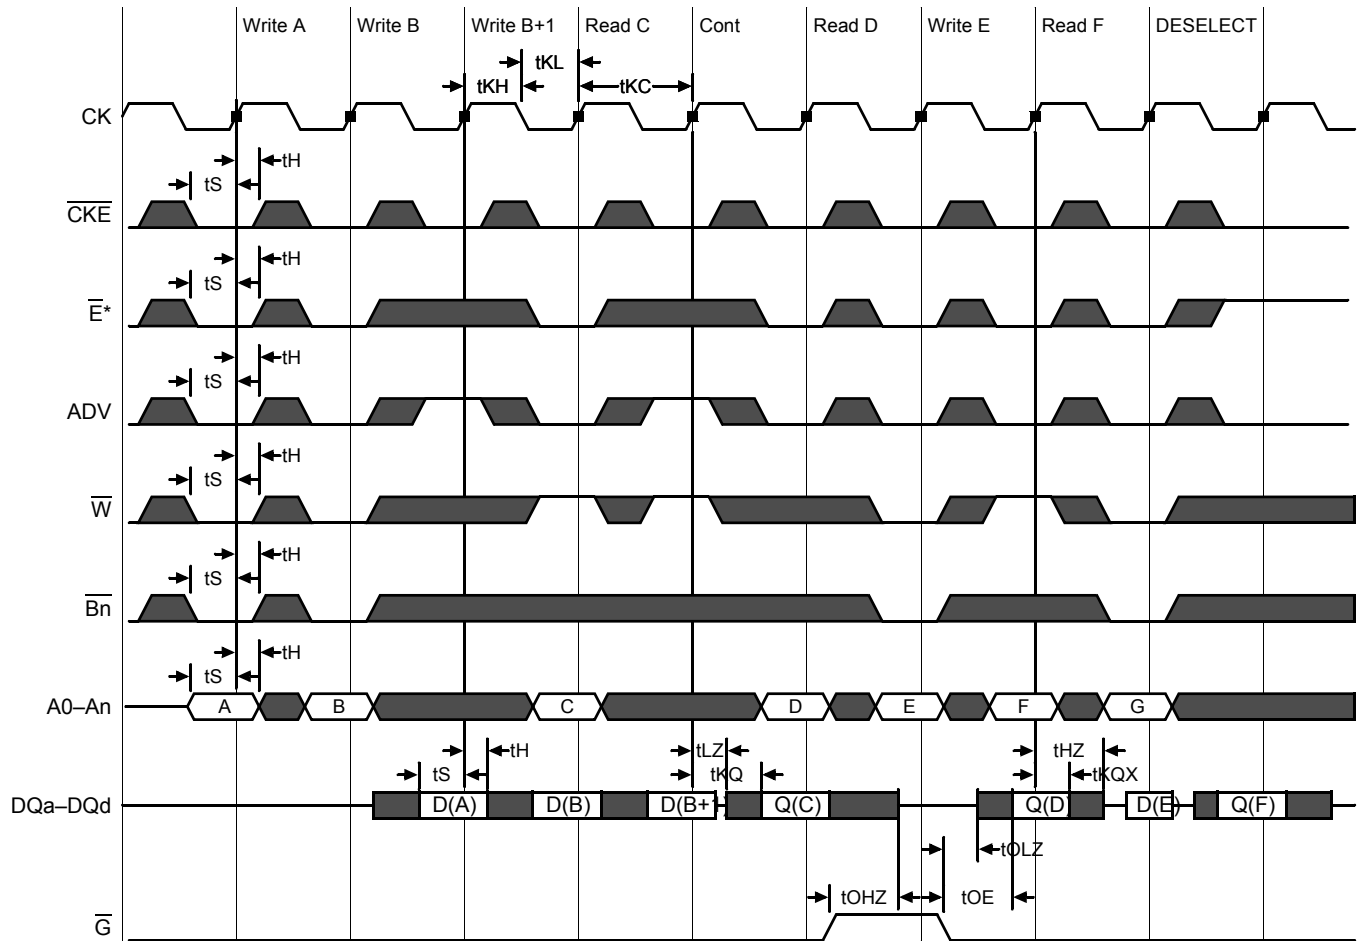 Write A Write B Write B+1 Read C Cont Read D Write E Read F DESELECT
tKL
tKH tKC
CK
tH
tS
CKE
tH
tS
E*
tH
tS
ADV
tH
tS
W
tH
tS
Bn
tH
tS
A0–An A B C D E F G
tH tLZ tHZ
tS tKQ tKQX
DQa–DQd D(A) D(B) D(B+1) Q(C) Q(D) D(E) Q(F)
tOLZ
tOHZ tOE
G